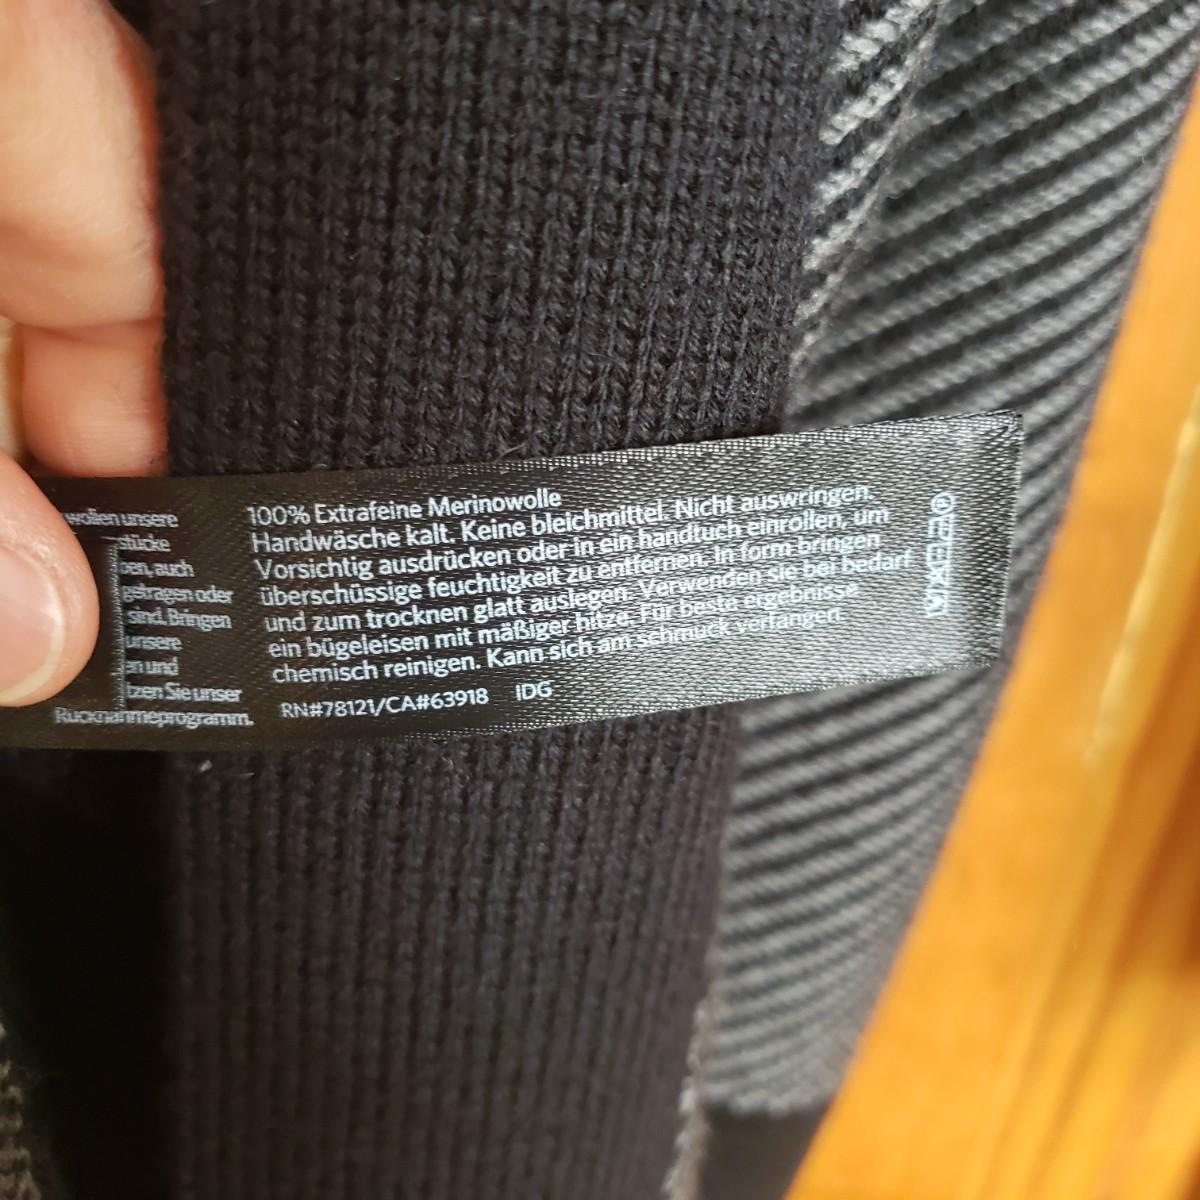 wollen unsere
stücke
ben, auch
getragen oder
sind. Bringen
unsere
en und
tzen Sie unser
Rücknahmeprogramm.
100% Extrafeine Merinowolle
Handwäsche kalt. Keine bleichmittel. Nicht auswringen.
Vorsichtig ausdrücken oder in ein handtuch einrollen, um
überschüssige feuchtigkeit zu entfernen. In form bringen
und zum trocknen glatt auslegen. Verwenden sie bei bedarf
ein bügeleisen mit mäßiger hitze. Für beste ergebnisse
chemisch reinigen. Kann sich am schmuck verfangen
RN#78121/CA#63918 IDG